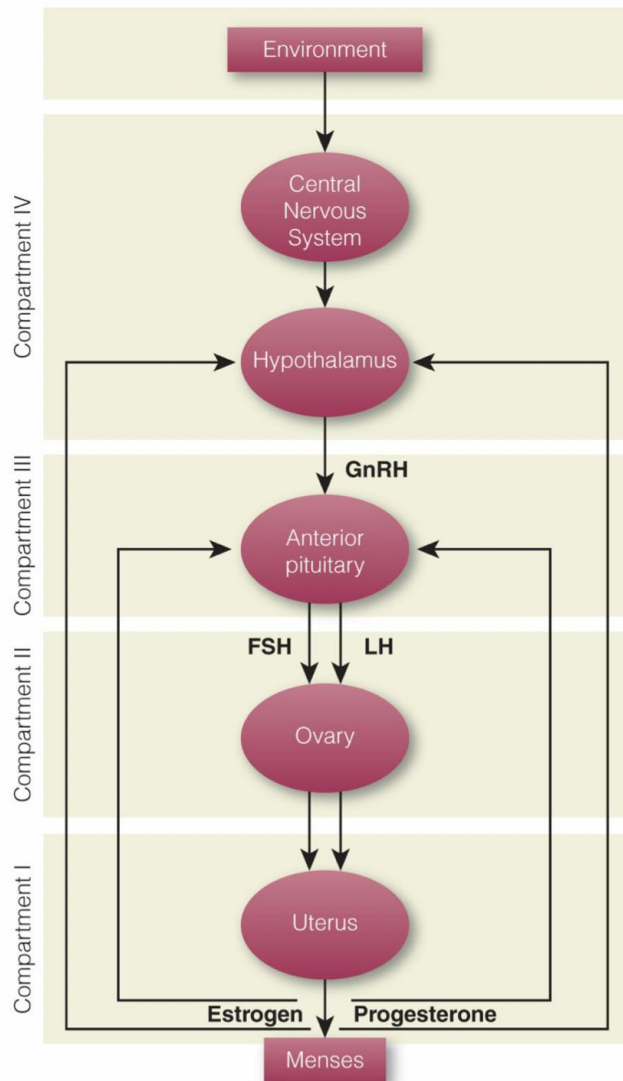 Environment
Compartment IV
Central
Nervous
System
Hypothalamus
GnRH
Compartment III
Anterior
pituitary
FSH LH
Compartment II
Ovary
Compartment I
Uterus
Estrogen Progesterone
Menses